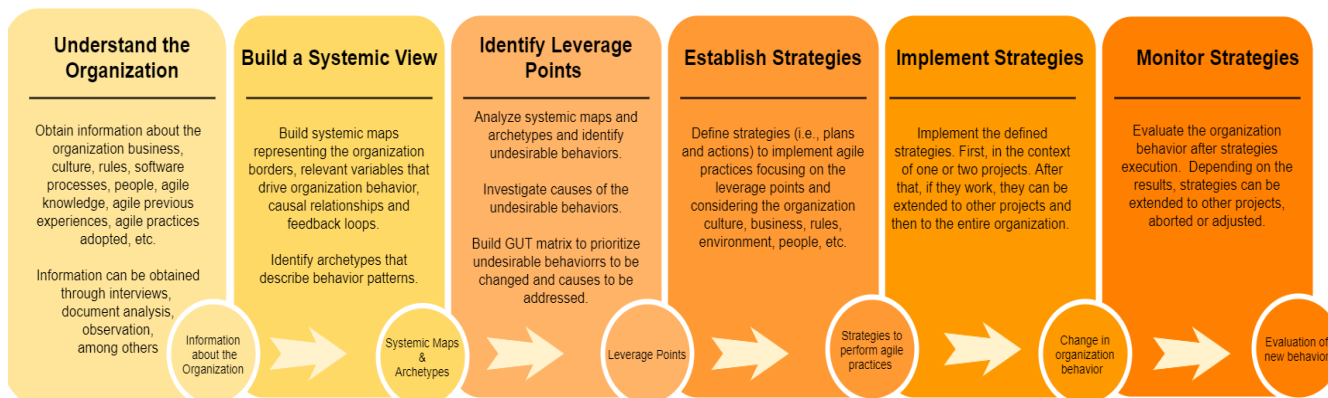 Understand the
Organization
Obtain information about the
organization business,
culture, rules, software
processes, people, agile
knowledge, agile previous
experiences, agile practices
adopted, etc.
Information can be obtained
through interviews,
document analysis,
observation,
among others
Information
about the
Organization
Build a Systemic View
Build systemic maps
representing the organization
borders, relevant variables that
drive organization behavior,
causal relationships and
feedback loops.
Identify archetypes that
describe behavior patterns.
Systemic Maps
&
Archetypes
Identify Leverage
Points
Analyze systemic maps and
archetypes and identify
undesirable behaviors.
Investigate causes of the
undesirable behaviors.
Build GUT matrix to prioritize
undesirable behaviorrs to be
changed and causes to be
addressed.
Leverage Points
Establish Strategies
Define strategies (i.e., plans
and actions) to implement agile
practices focusing on the
leverage points and
considering the organization
culture, business, rules,
environment, people, etc.
Strategies to
perform agile
practices
Implement Strategies
Implement the defined
strategies. First, in the context
of one or two projects. After
that, if they work, they can be
extended to other projects and
then to the entire organization.
Change in
organization
behavior
Monitor Strategies
Evaluate the organization
behavior after strategies
execution. Depending on the
results, strategies can be
extended to other projects,
aborted or adjusted.
Evaluation of
new behavior